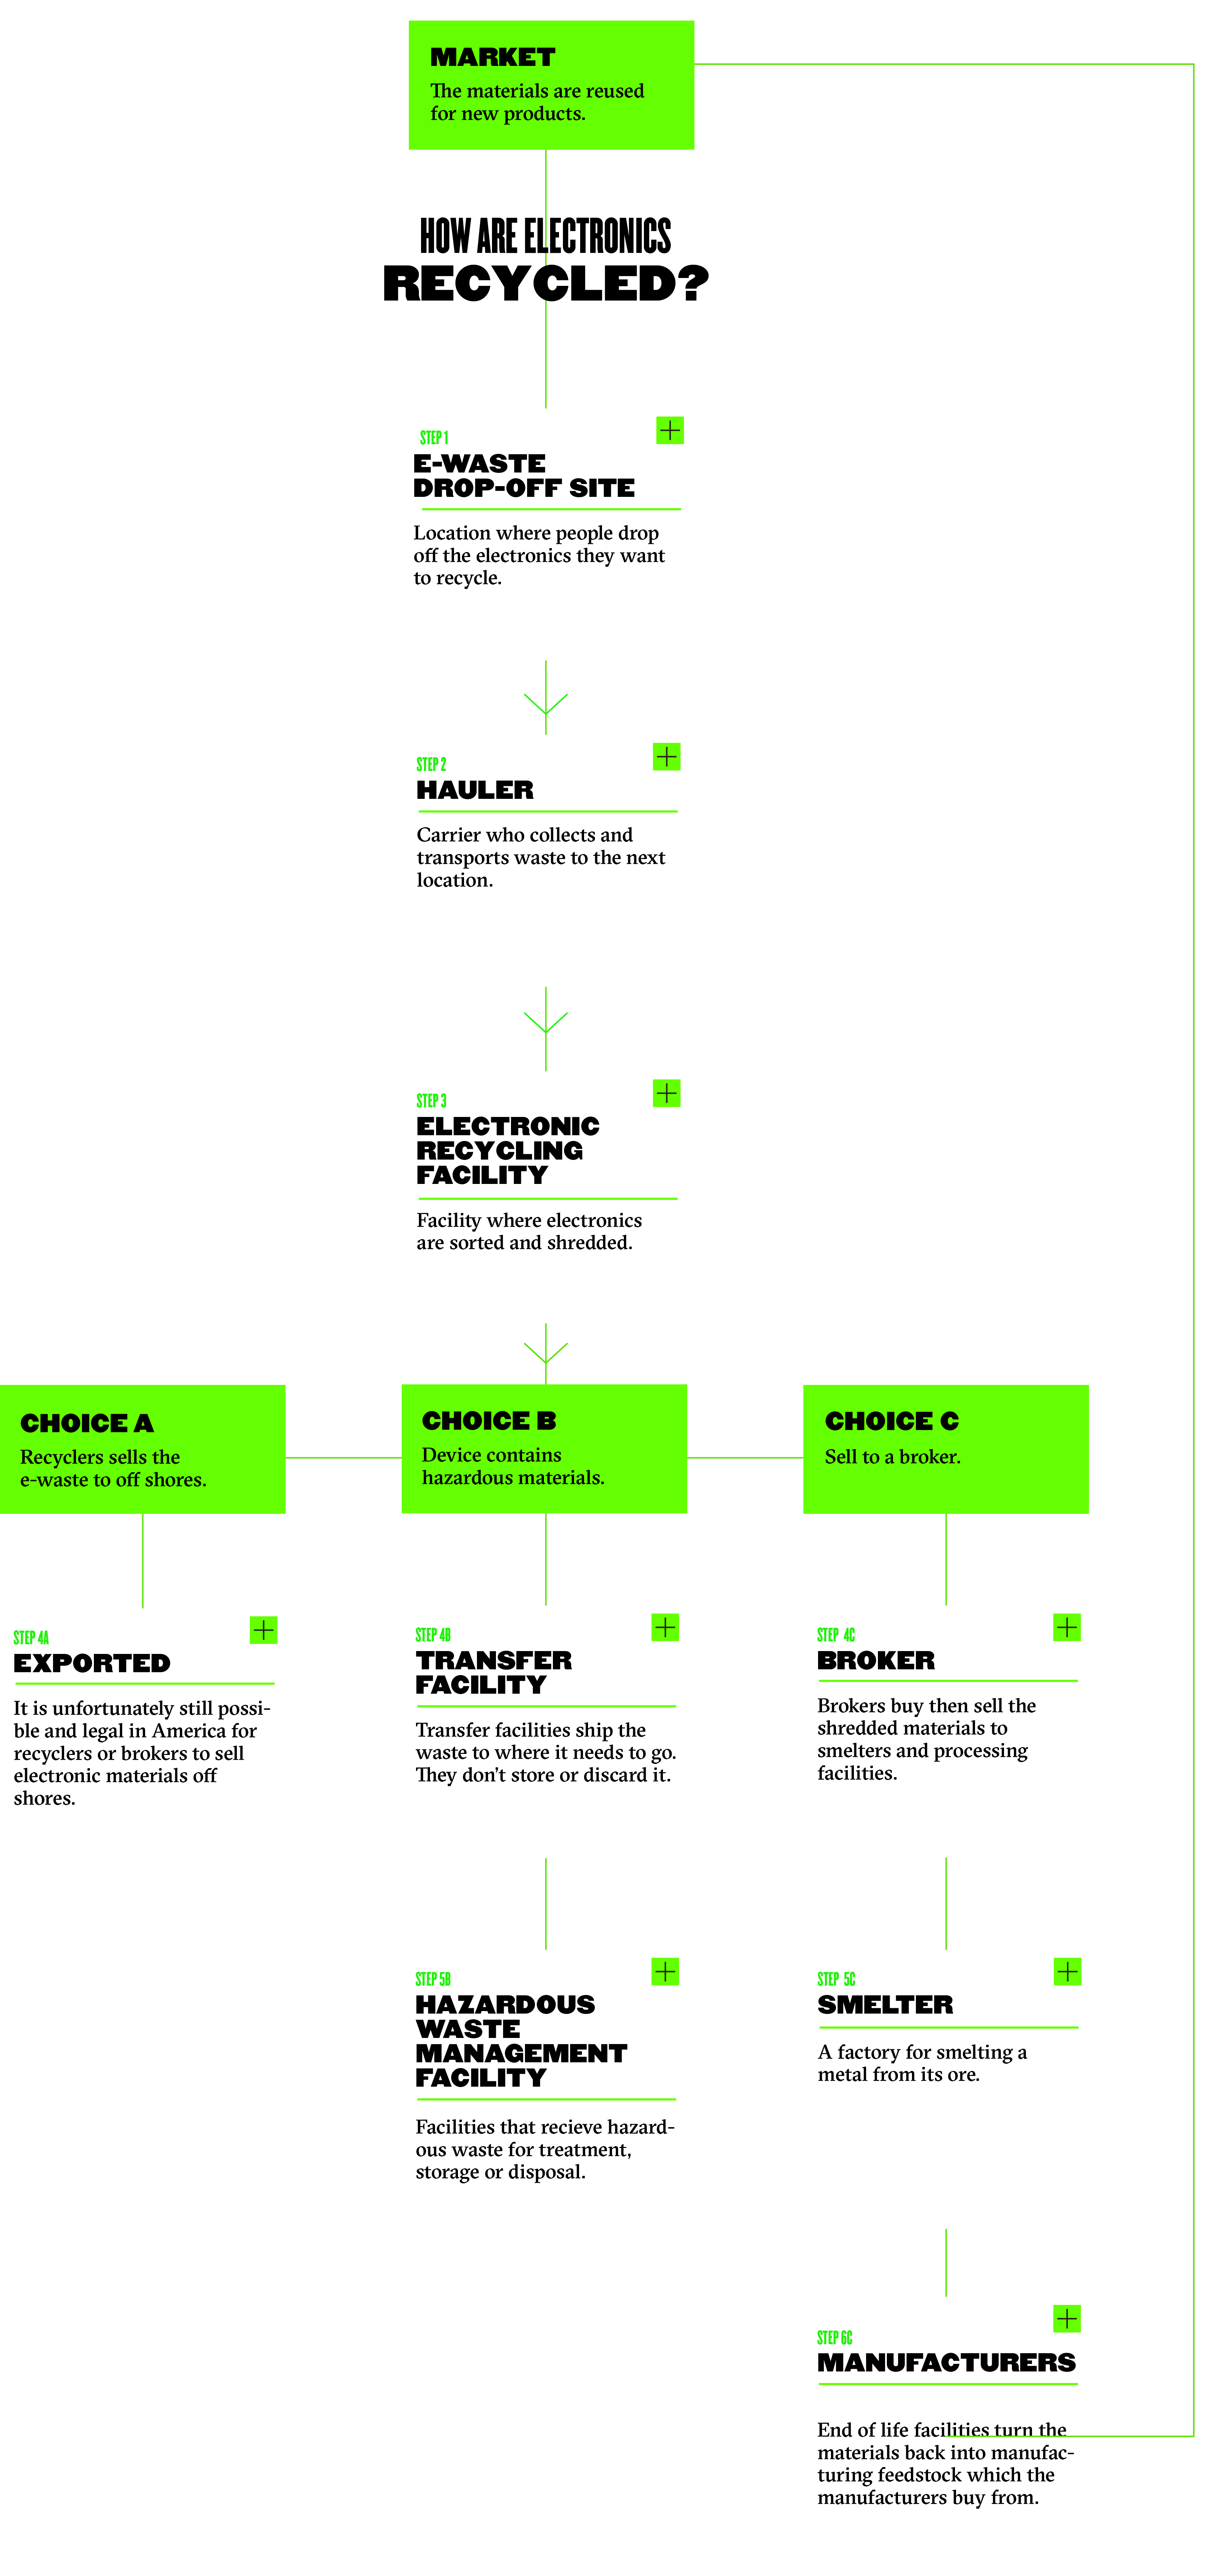 MARKET
The materials are reused
for new products.
HOW ARE ELECTRONICS
RECYCLED?
STEP 1
E-WASTE
DROP-OFF SITE
Location where people drop
off the electronics they want
to recycle.
STEP 2
HAULER
Carrier who collects and
transports waste to the next
location.
STEP 3
ELECTRONIC
RECYCLING
FACILITY
Facility where electronics
are sorted and shredded.
CHOICE A
Recyclers sells the
e-waste to off shores.
CHOICE B
Device contains
hazardous materials.
CHOICE C
Sell to a broker.
STEP 4A
EXPORTED
It is unfortunately still possi-
ble and legal in America for
recyclers or brokers to sell
electronic materials off
shores.
STEP 4B
TRANSFER
FACILITY
Transfer facilities ship the
waste to where it needs to go.
They don't store or discard it.
STEP 4C
BROKER
Brokers buy then sell the
shredded materials to
smelters and processing
facilities.
STEP 5B
HAZARDOUS
WASTE
MANAGEMENT
FACILITY
Facilities that recieve hazard-
ous waste for treatment,
storage or disposal.
STEP 5C
SMELTER
A factory for smelting a
metal from its ore.
STEP 6C
MANUFACTURERS
End of life facilities turn the
materials back into manufac-
turing feedstock which the
manufacturers buy from.